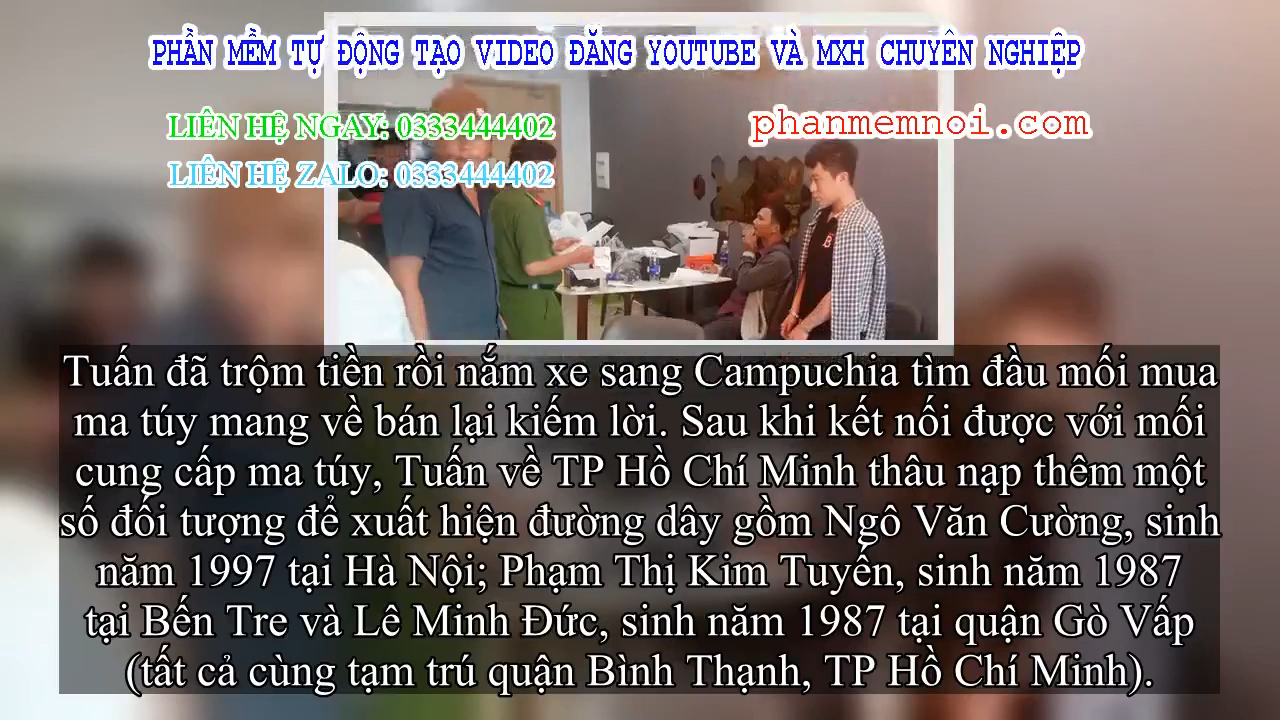 PHẦN MỀM TỰ ĐỘNG TẠO VIDEO ĐĂNG YOUTUBE VÀ MXH CHUYÊN NGHIỆP
LIÊN HỆ NGAY: 0333444402
phanmemnoi.com
LIÊN HỆ ZALO: 0333444402
Tuấn đã trộm tiền rồi nắm xe sang Campuchia tìm đầu mối mua
ma túy mang về bán lại kiếm lời. Sau khi kết nối được với mối
cung cấp ma túy, Tuấn về TP Hồ Chí Minh thâu nạp thêm một
số đối tượng để xuất hiện đường dây gồm Ngô Văn Cường, sinh
năm 1997 tại Hà Nội; Phạm Thị Kim Tuyến, sinh năm 1987
tại Bến Tre và Lê Minh Đức, sinh năm 1987 tại quận Gò Vấp
(tất cả cùng tạm trú quận Bình Thạnh, TP Hồ Chí Minh).